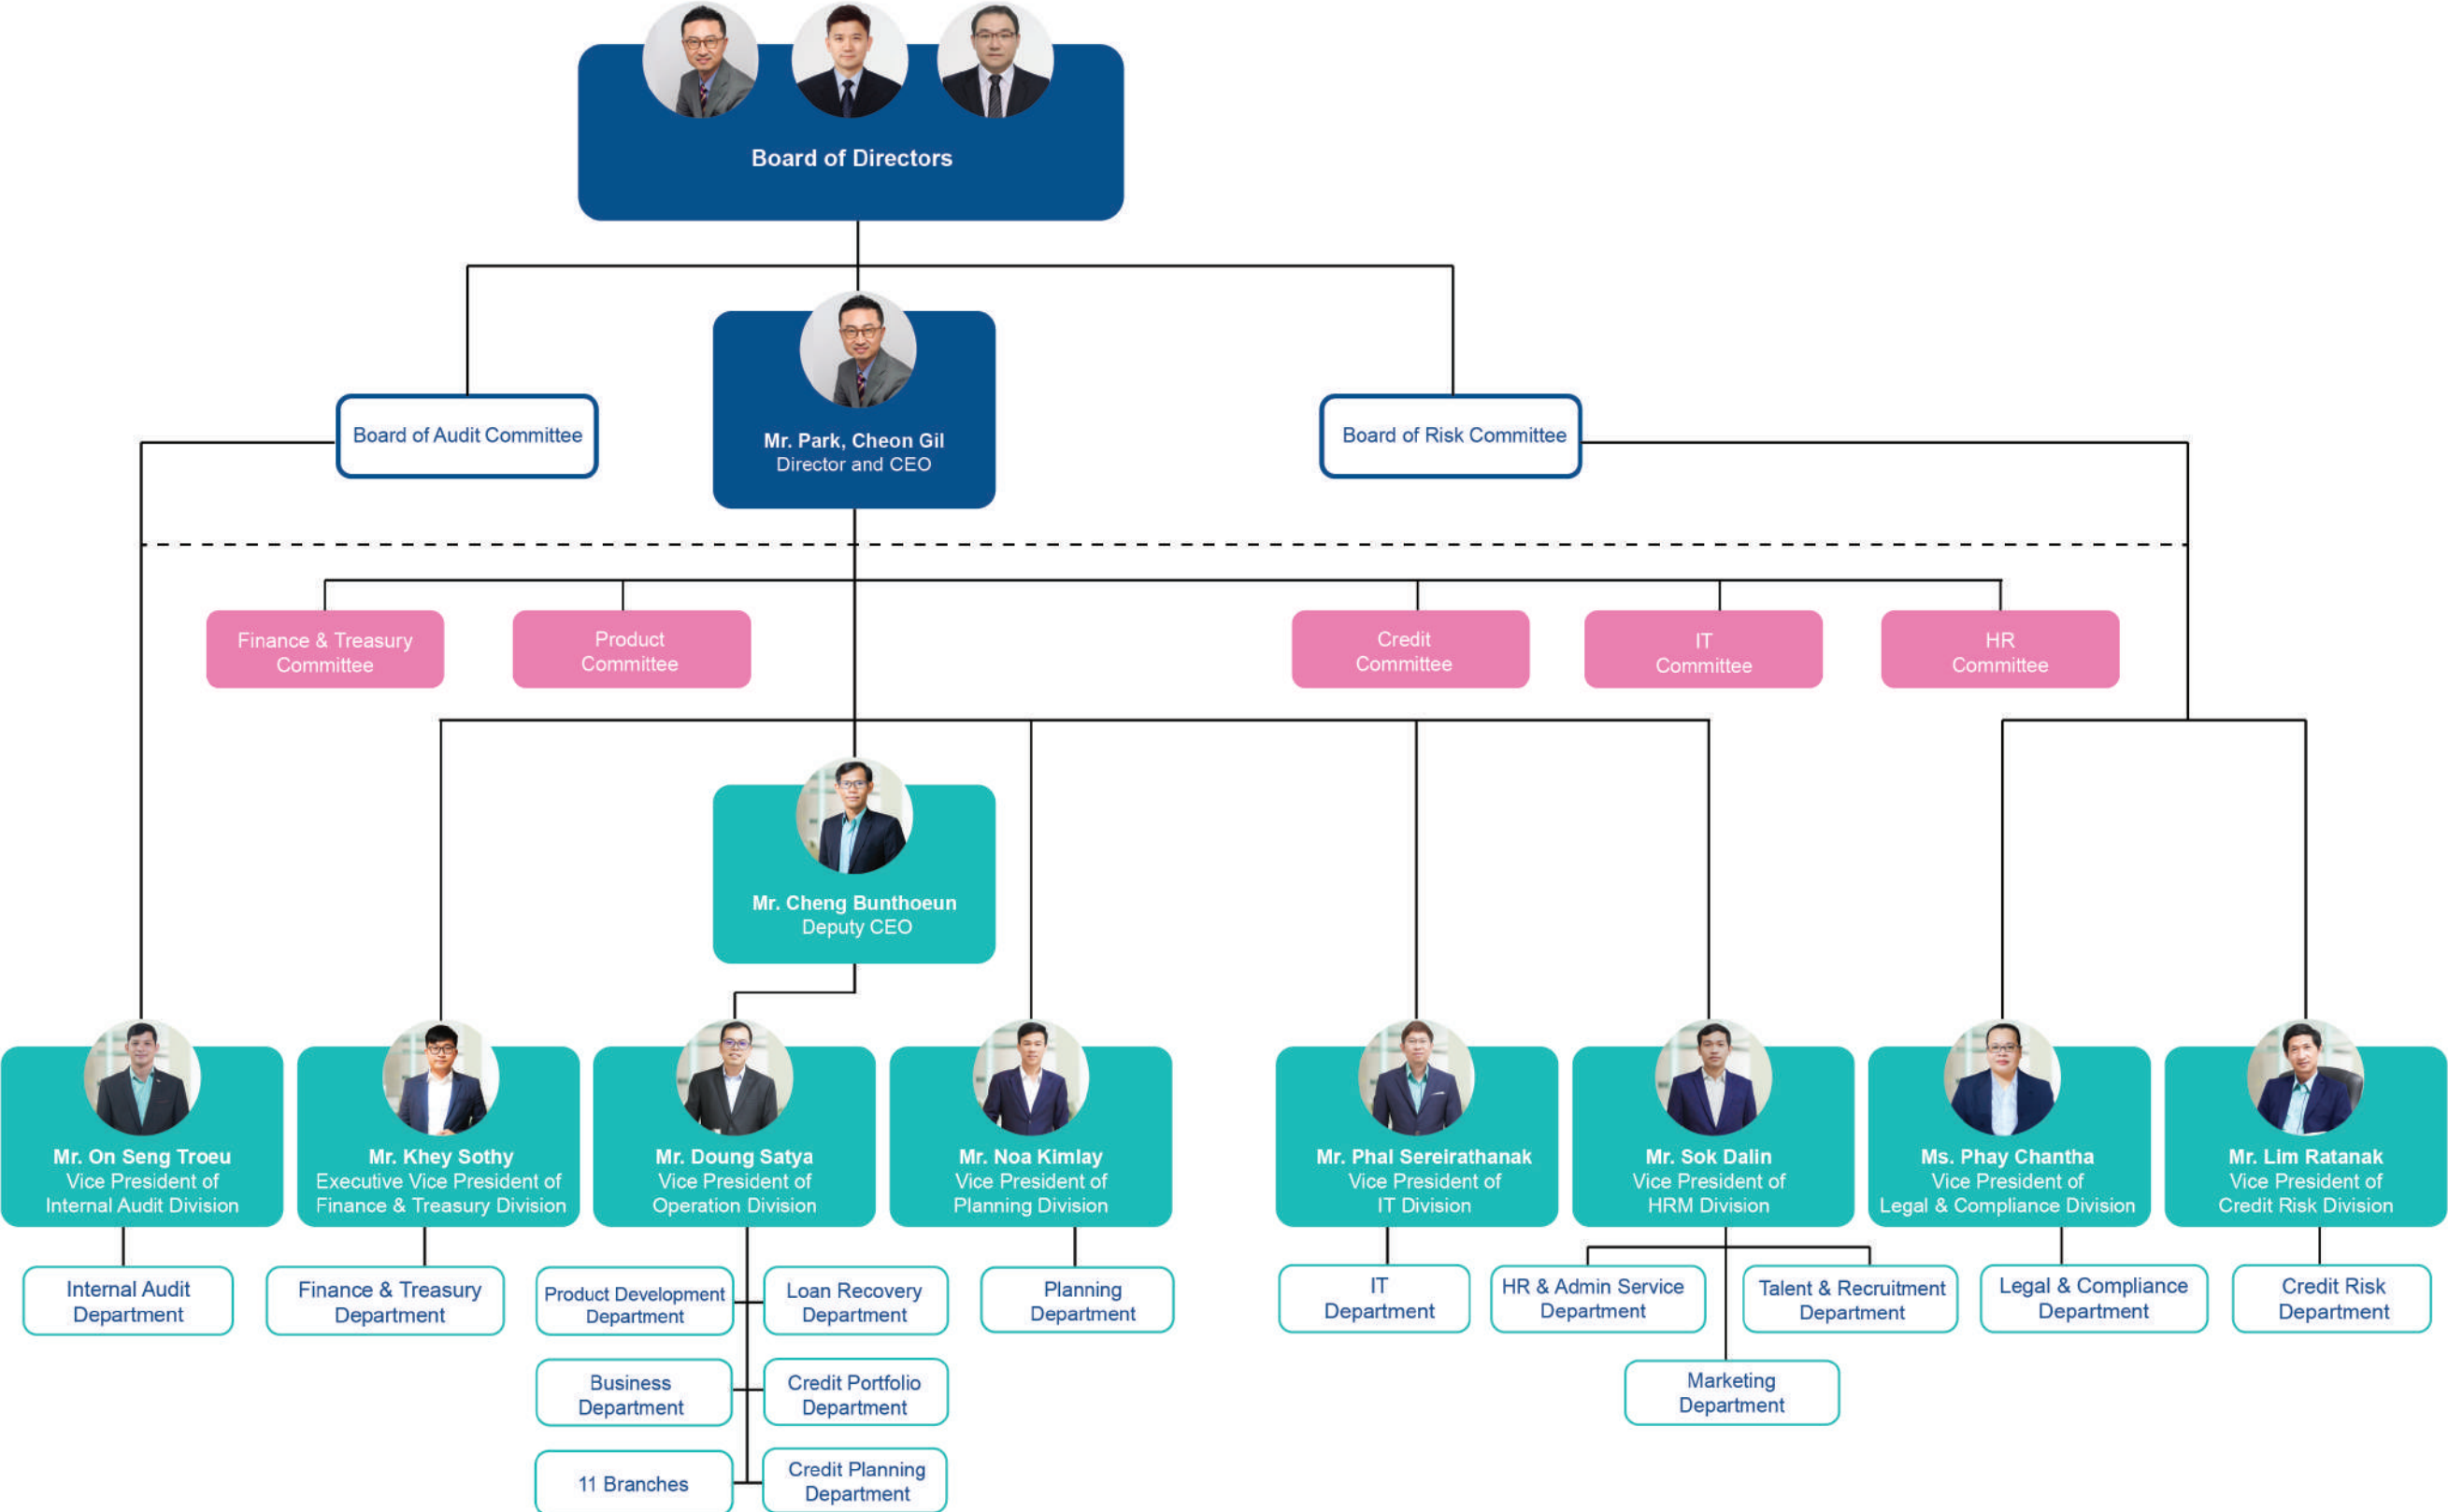 Board of Directors
Board of Audit Committee
Mr. Park, Cheon Gil
Director and CEO
Board of Risk Committee
Finance & Treasury
Committee
Product
Committee
Credit
Committee
IT
Committee
HR
Committee
Mr. Cheng Bunthoeun
Deputy CEO
Mr. On Seng Troeu
Vice President of
Internal Audit Division
Mr. Khey Sothy
Executive Vice President of
Finance & Treasury Division
Mr. Doung Satya
Vice President of
Operation Division
Mr. Noa Kimlay
Vice President of
Planning Division
Mr. Phal Sereirathanak
Vice President of
IT Division
Mr. Sok Dalin
Vice President of
HRM Division
Ms. Phay Chantha
Vice President of
Legal & Compliance Division
Mr. Lim Ratanak
Vice President of
Credit Risk Division
Internal Audit
Department
Finance & Treasury
Department
Product Development
Department
Loan Recovery
Department
Planning
Department
IT
Department
HR & Admin Service
Department
Talent & Recruitment
Department
Legal & Compliance
Department
Credit Risk
Department
Business
Department
Credit Portfolio
Department
Marketing
Department
11 Branches
Credit Planning
Department